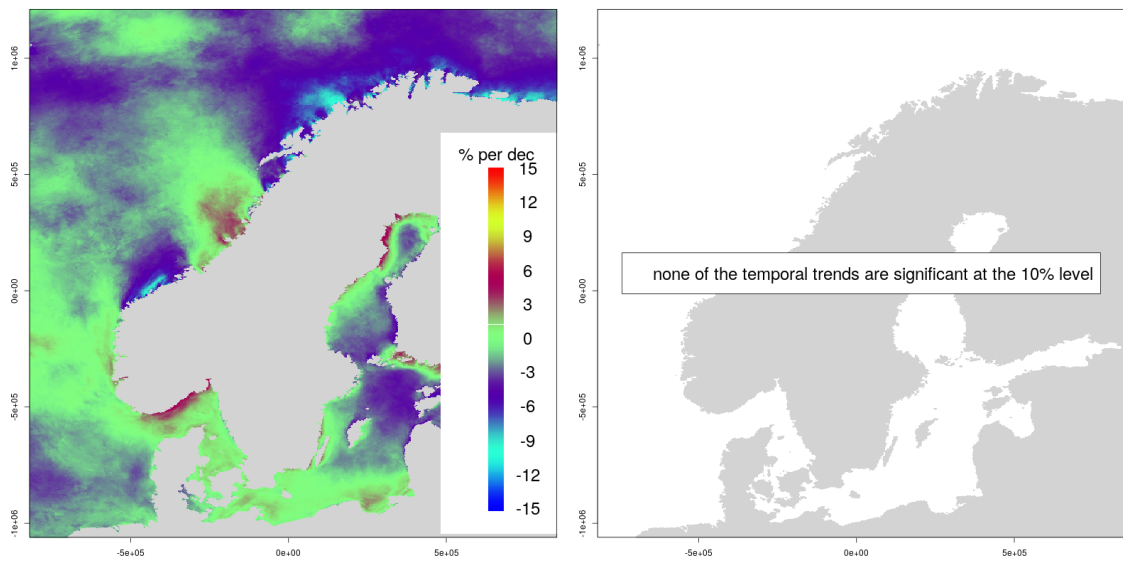 1e+06
5e+05
0e+00
-5e+05
-1e+06
-5e+05
0e+00
5e+05
% per dec
15
12
9
6
3
0
-3
-6
-9
-12
-15
1e+06
5e+05
0e+00
-5e+05
-1e+06
-5e+05
0e+00
5e+05
none of the temporal trends are significant at the 10% level